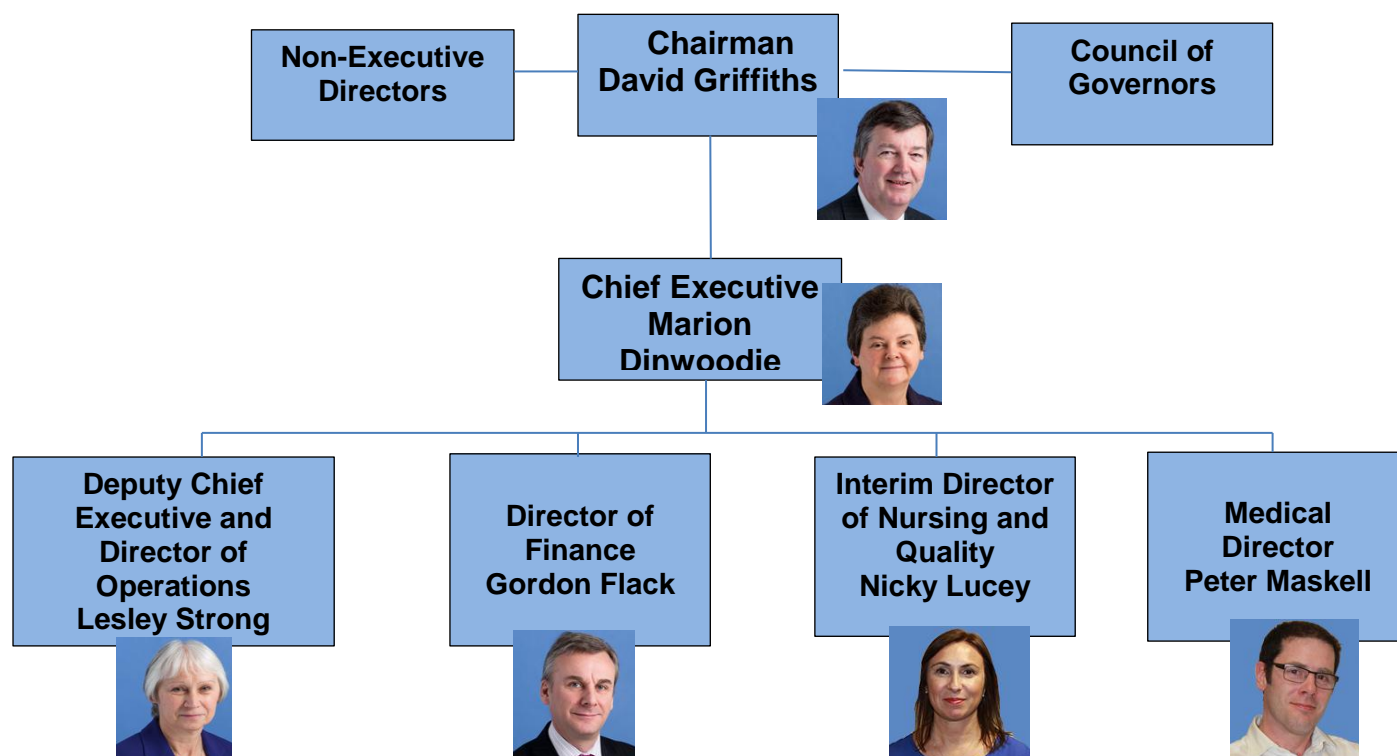 Non-Executive
Directors
Chairman
David Griffiths
Council of
Governors
Chief Executive
Marion
Dinwoodie
Deputy Chief
Executive and
Director of
Operations
Lesley Strong
Director of
Finance
Gordon Flack
Interim Director
of Nursing and
Quality
Nicky Lucey
Medical
Director
Peter Maskell